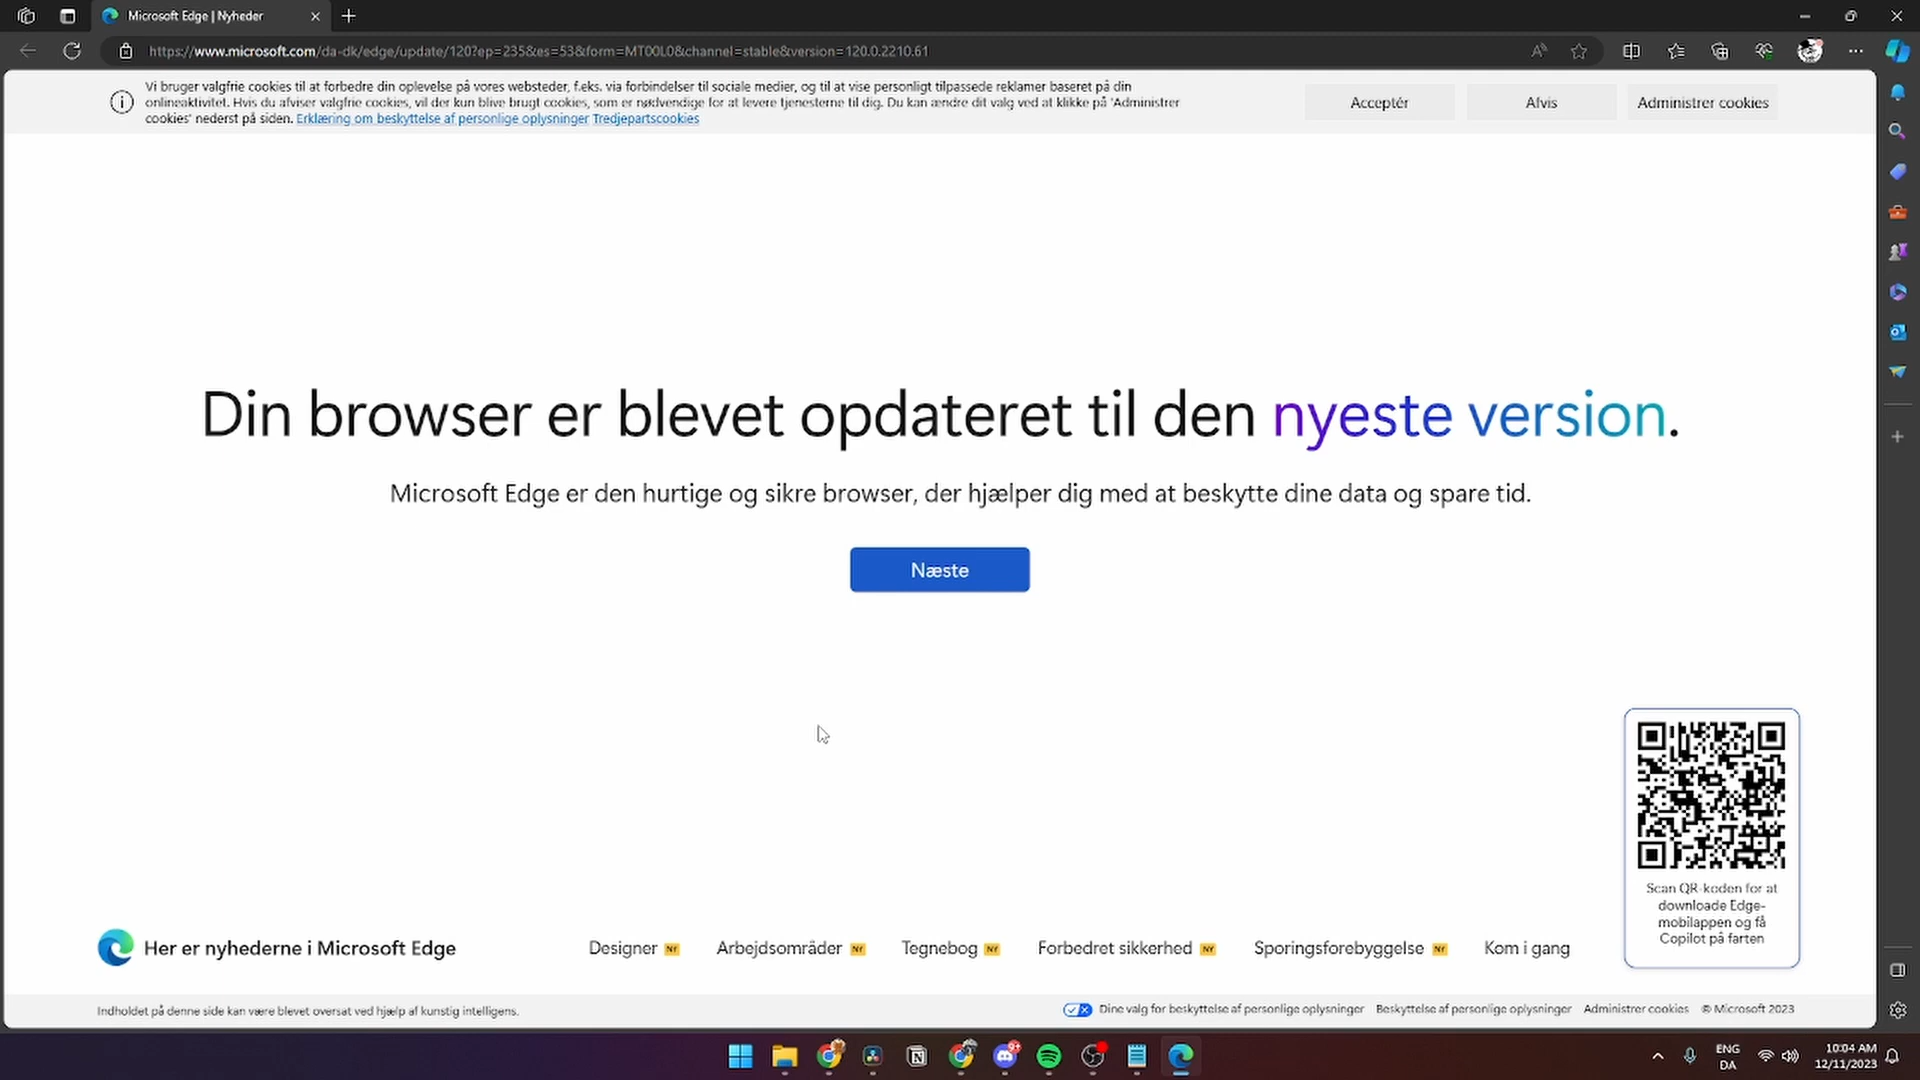 Microsoft Edge | Nyheder
https://www.microsoft.com/da-dk/edge/update/120?ep=235&es=53&form=MT00L0&channel=stable&version=120.0.2210.61
Vi bruger valgfrie cookies til at forbedre din oplevelse på vores websteder, f.eks. via forbindelser til sociale medier, og til at vise personligt tilpassede reklamer baseret på din
onlineaktivitet. Hvis du afviser valgfrie cookies, vil der kun blive brugt cookies, som er nødvendige for at levere tjenesterne til dig. Du kan ændre dit valg ved at klikke på 'Administrer
cookies' nederst på siden. Erklæring om beskyttelse af personlige oplysninger Tredjepartscookies
Acceptér
Afvis
Administrer cookies
Din browser er blevet opdateret til den nyeste version.
Microsoft Edge er den hurtige og sikre browser, der hjælper dig med at beskytte dine data og spare tid.
Næste
Scan QR-koden for at
downloade Edge-
mobilappen og få
Copilot på farten
Her er nyhederne i Microsoft Edge
Designer NY
Arbejdsområder NY
Tegnebog NY
Forbedret sikkerhed NY
Sporingsforebyggelse NY
Kom i gang
Indholdet på denne side kan være blevet oversat ved hjælp af kunstig intelligens.
Dine valg for beskyttelse af personlige oplysninger
Beskyttelse af personlige oplysninger
Administrer cookies
© Microsoft 2023
9+
ENG
DA
10:04 AM
12/11/2023